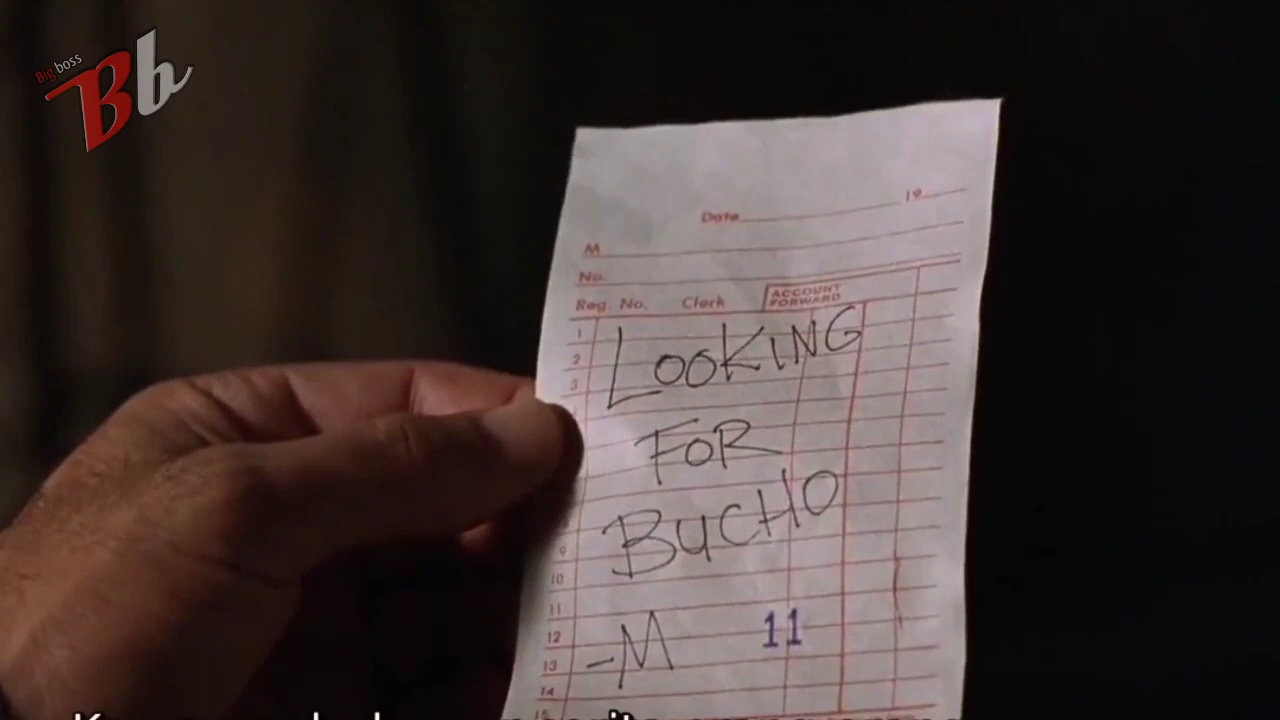 Big boss
Bb
Date 19
M
No.
Reg. No. Clerk ACCOUNT
FORWARD
1
2
3
LOOKING
FOR
BUCHO
9
10
11
12
13
14
15
-M 11